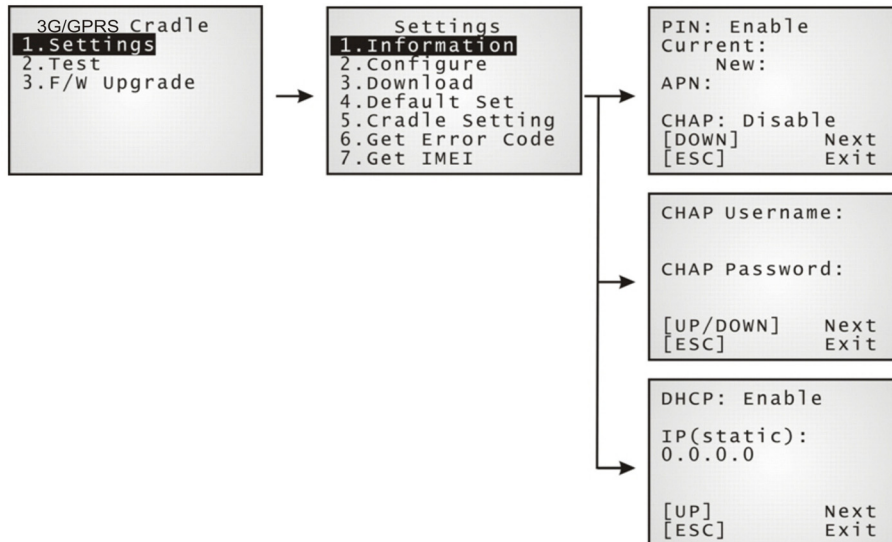 3G/GPRS Cradle
1.Settings
2.Test
3.F/W Upgrade
Settings
1.Information
2.Configure
3.Download
4.Default Set
5.Cradle Setting
6.Get Error Code
7.Get IMEI
PIN: Enable
Current:
New:
APN:
CHAP: Disable
[DOWN] Next
[ESC] Exit
CHAP Username:
CHAP Password:
[UP/DOWN] Next
[ESC] Exit
DHCP: Enable
IP(static):
0.0.0.0
[UP] Next
[ESC] Exit